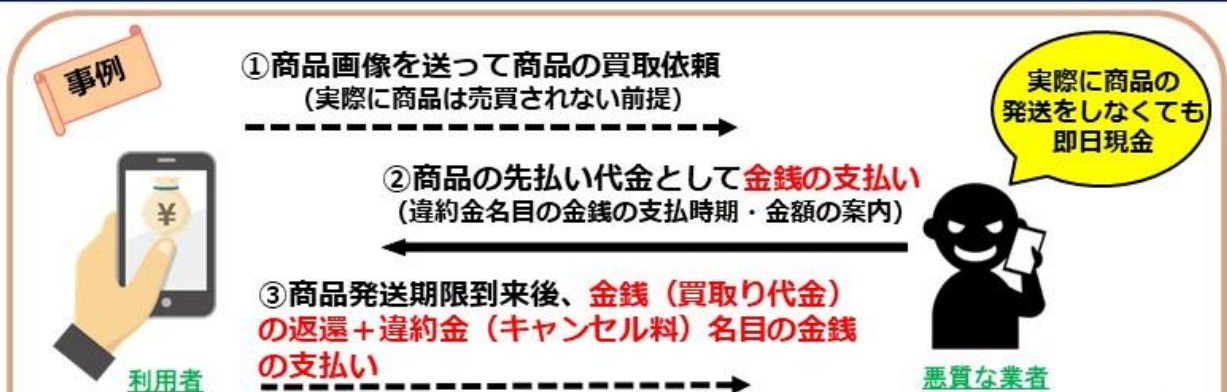 事例
①商品画像を送って商品の買取依頼
(実際に商品は売買されない前提)
実際に商品の
発送をしなくても
即日現金
¥
②商品の先払い代金として金銭の支払い
(違約金名目の金銭の支払時期・金額の案内)
③商品発送期限到来後、金銭（買取り代金）
の返還＋違約金（キャンセル料）名目の金銭
の支払い
利用者
悪質な業者